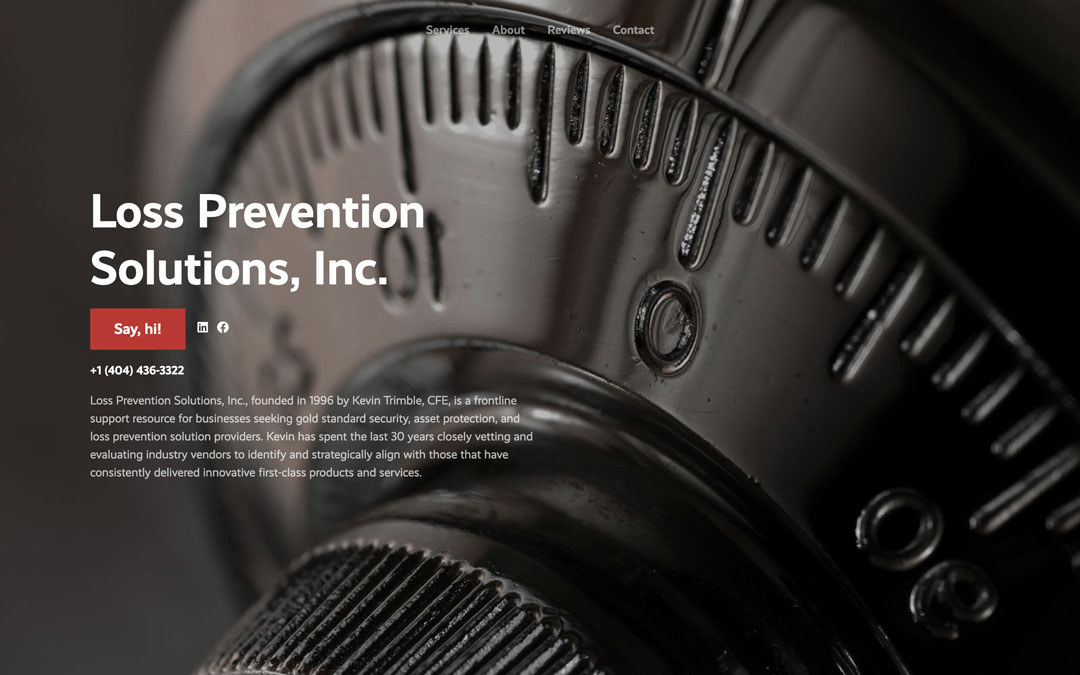 Services About Reviews Contact
Loss Prevention
Solutions, Inc.
Say, hi!
+1 (404) 436-3322
Loss Prevention Solutions, Inc., founded in 1996 by Kevin Trimble, CFE, is a frontline
support resource for businesses seeking gold standard security, asset protection, and
loss prevention solution providers. Kevin has spent the last 30 years closely vetting and
evaluating industry vendors to identify and strategically align with those that have
consistently delivered innovative first-class products and services.
0
90